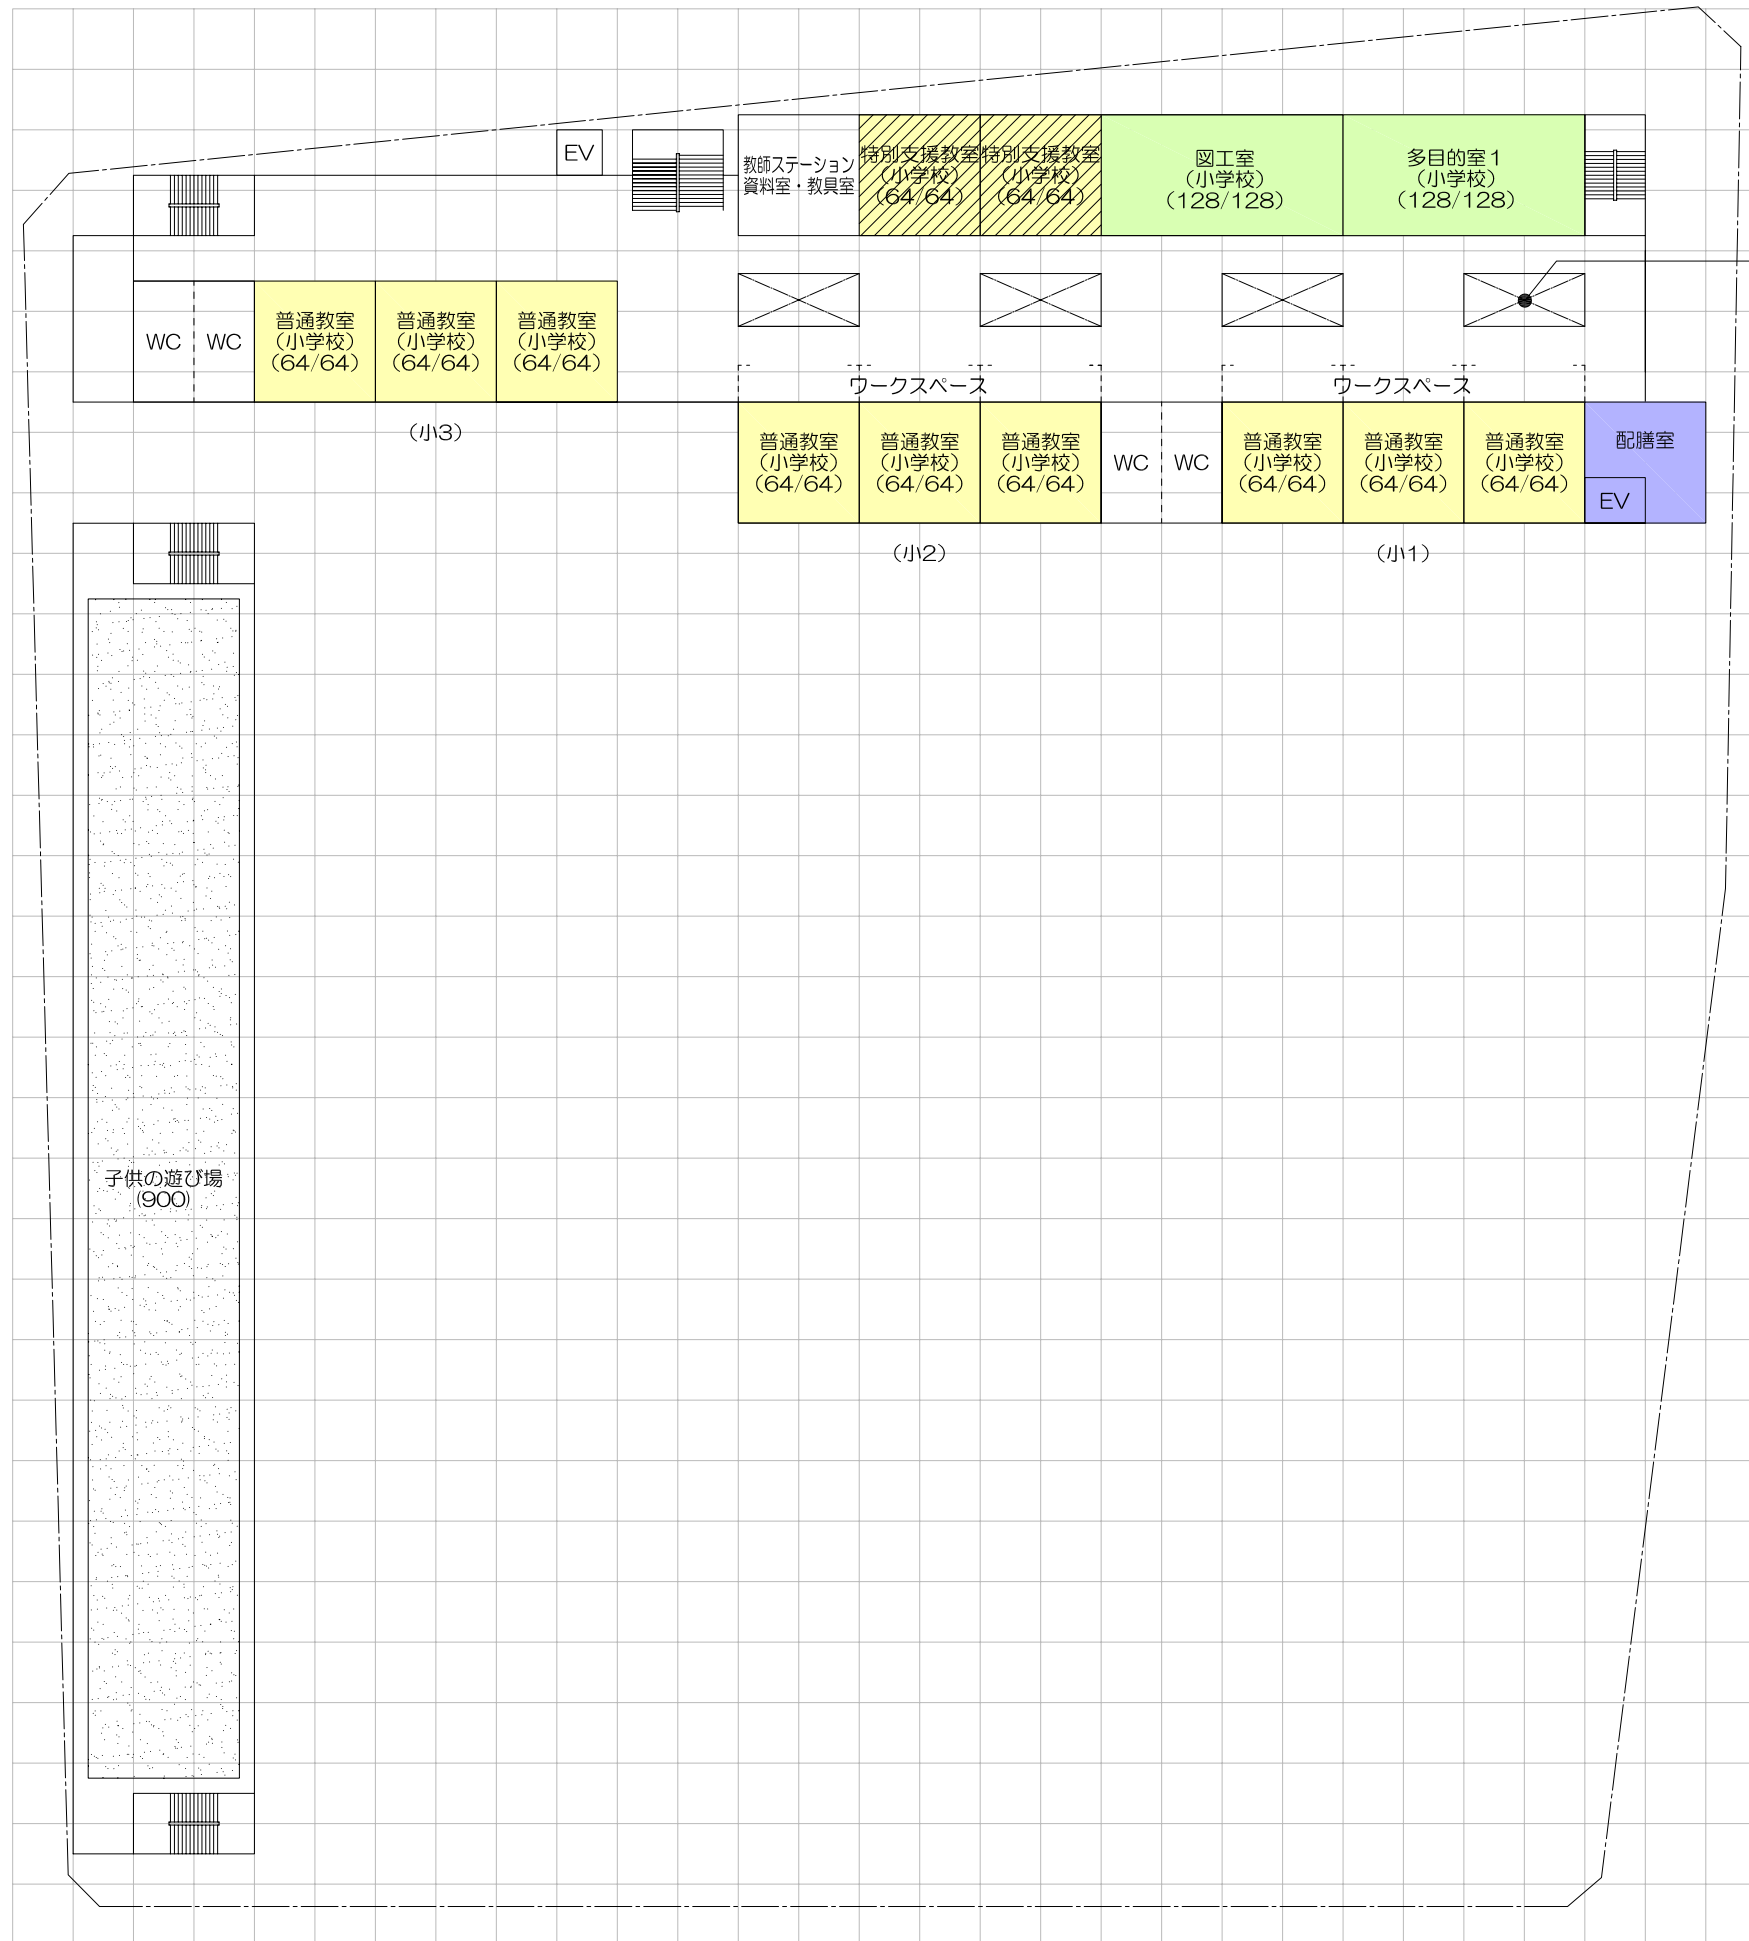 EV
教師ステーション
資料室・教具室
特別支援教室
(小学校)
(64/64)
特別支援教室
(小学校)
(64/64)
図工室
(小学校)
(128/128)
多目的室1
(小学校)
(128/128)
WC
WC
普通教室
(小学校)
(64/64)
普通教室
(小学校)
(64/64)
普通教室
(小学校)
(64/64)
(小3)
ワークスペース
ワークスペース
普通教室
(小学校)
(64/64)
普通教室
(小学校)
(64/64)
普通教室
(小学校)
(64/64)
WC
WC
普通教室
(小学校)
(64/64)
普通教室
(小学校)
(64/64)
普通教室
(小学校)
(64/64)
配膳室
EV
(小2)
(小1)
子供の遊び場
(900)